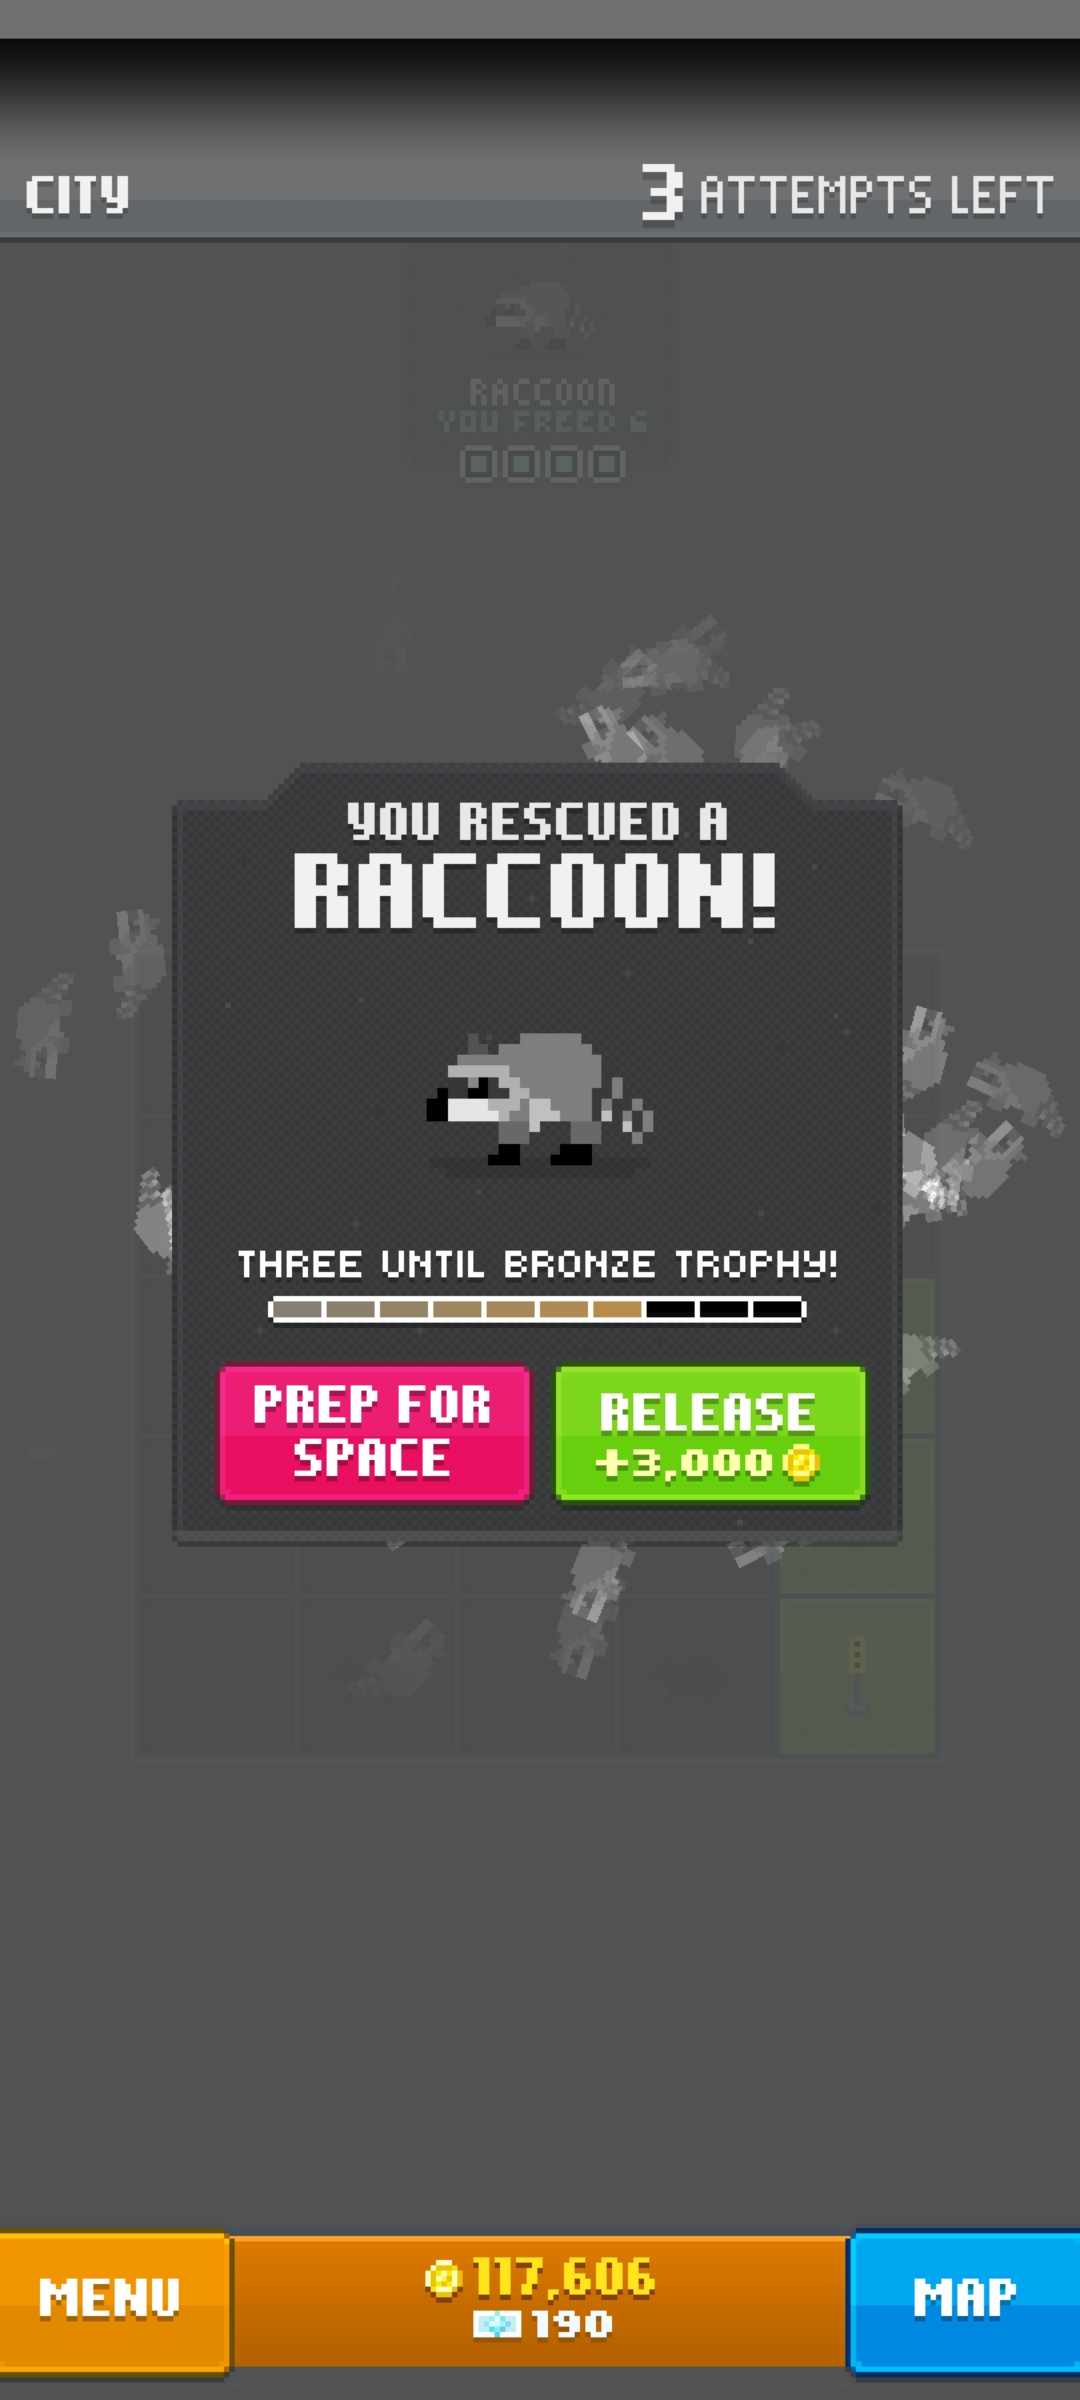 CITY
3 ATTEMPTS LEFT
RACCOON
YOU FREED 6
YOU RESCUED A
RACCOON!
THREE UNTIL BRONZE TROPHY!
PREP FOR
SPACE
RELEASE
+3,000
MENU
117,606
190
MAP